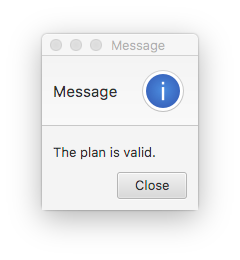 Message
Message
i
The plan is valid.
Close